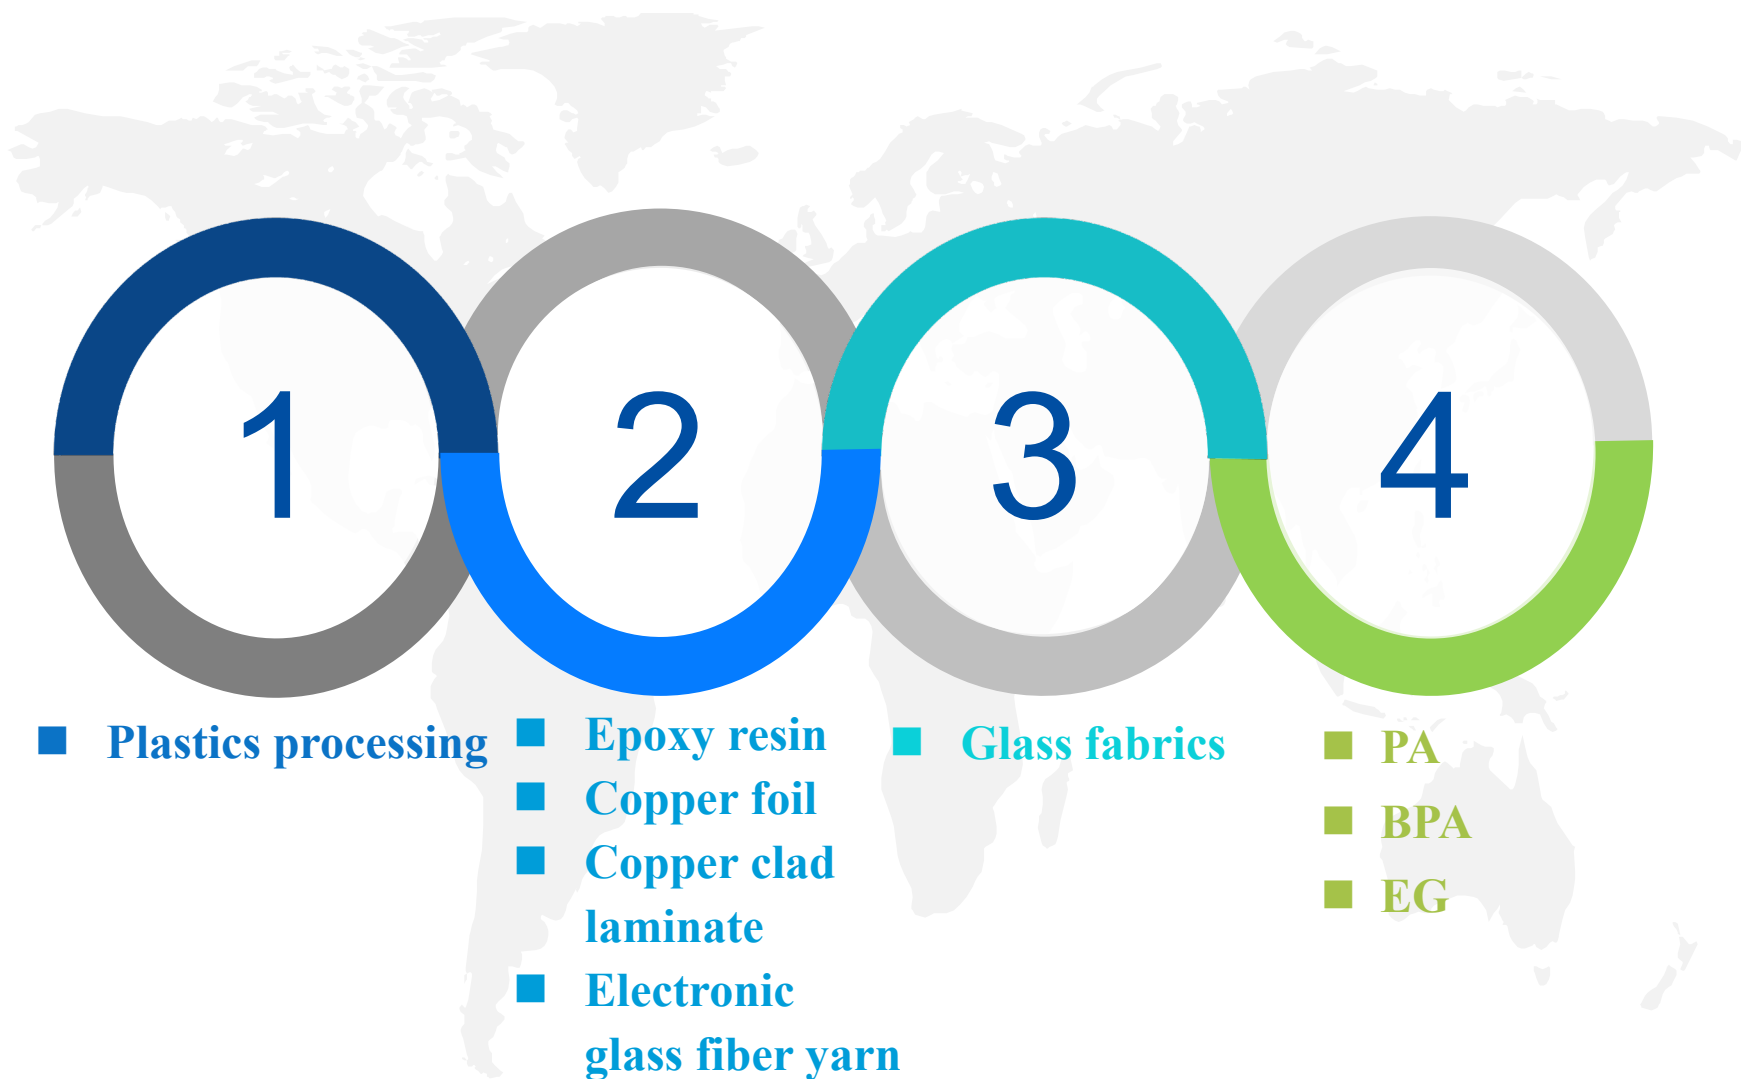 1
2
3
4
Plastics processing
Epoxy resin
Copper foil
Copper clad
laminate
Electronic
glass fiber yarn
Glass fabrics
PA
BPA
EG